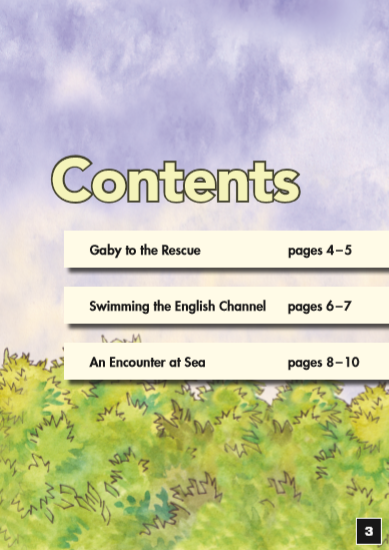 Contents
Gaby to the Rescue pages 4–5
Swimming the English Channel pages 6–7
An Encounter at Sea pages 8–10
3